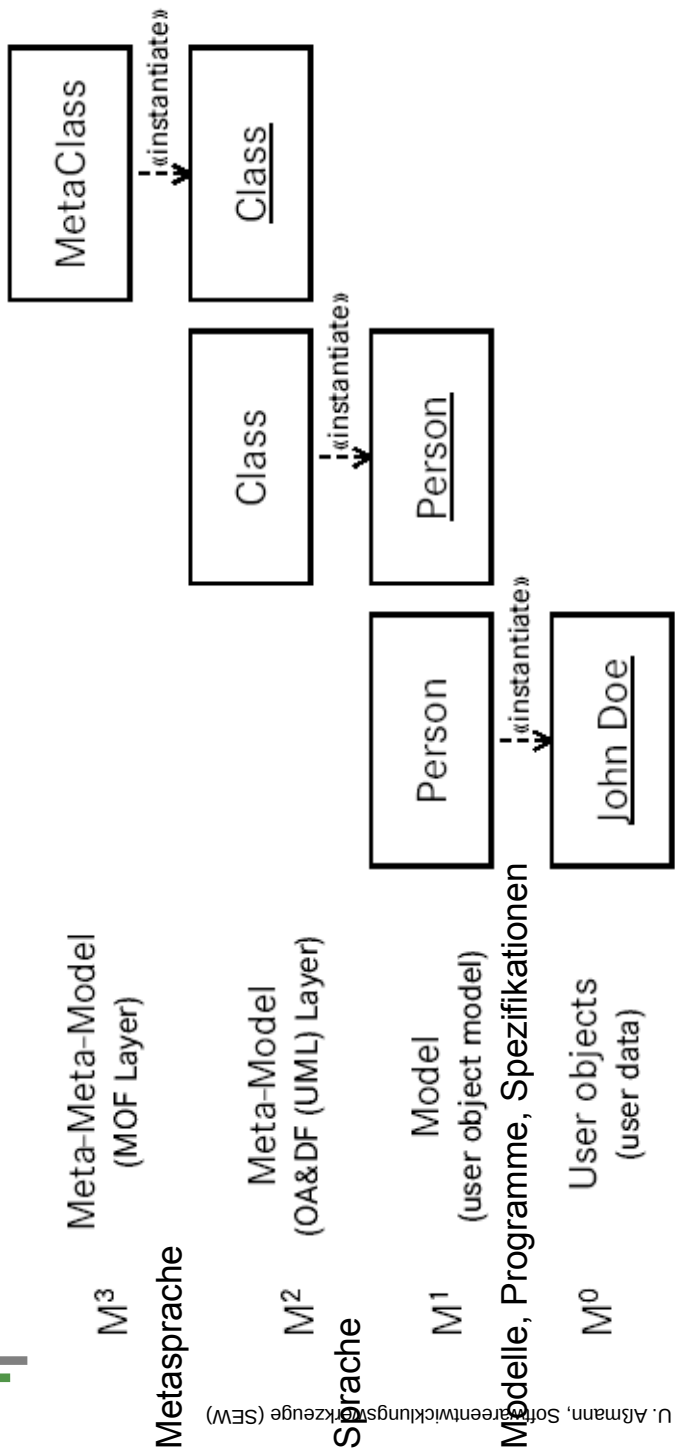 M³
Meta-Meta-Model
(MOF Layer)
MetaClass
Metasprache
«instantiate»
M²
Meta-Model
(OA&DF (UML) Layer)
Class
Class
Sprache
«instantiate»
M¹
Model
(user object model)
Person
Person
Modelle, Programme, Spezifikationen
«instantiate»
M⁰
User objects
(user data)
John Doe
U. Aßmann, Softwareentwicklungswerkzeuge (SEW)